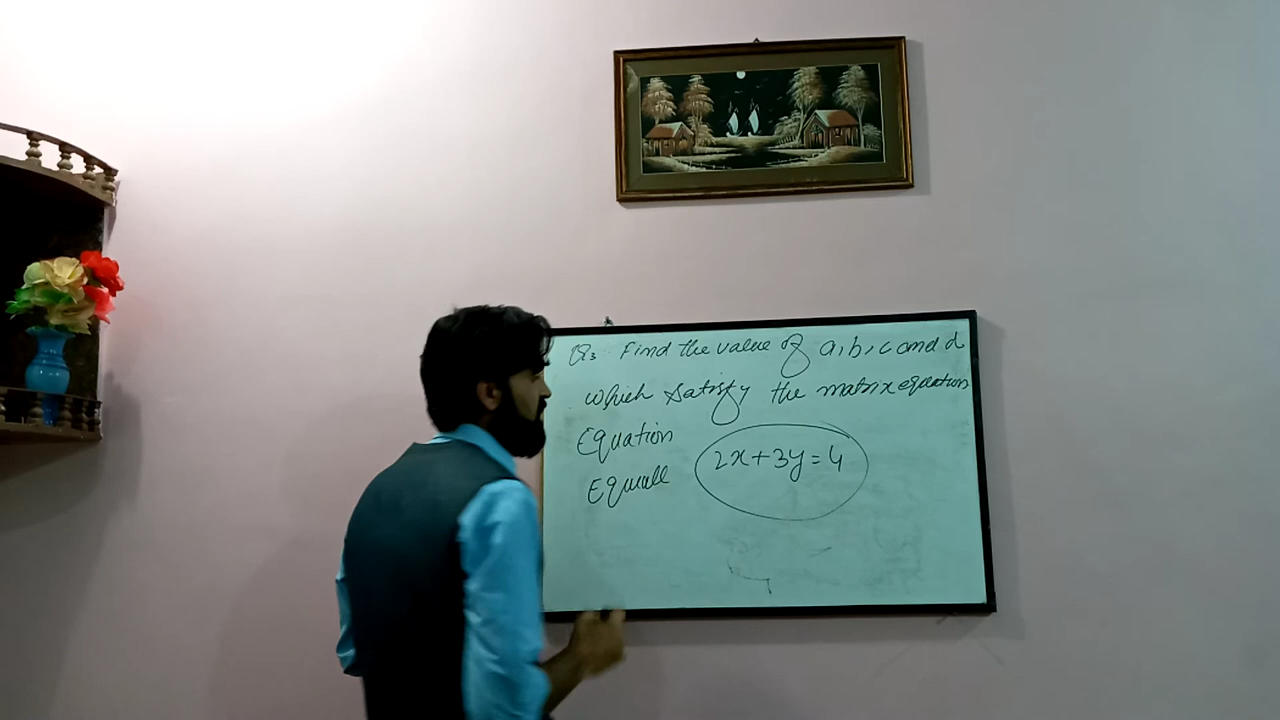 Q3 Find the value of a, b, c and d
which satisfy the matrix equation
Equation
Equall 2x+3y=4